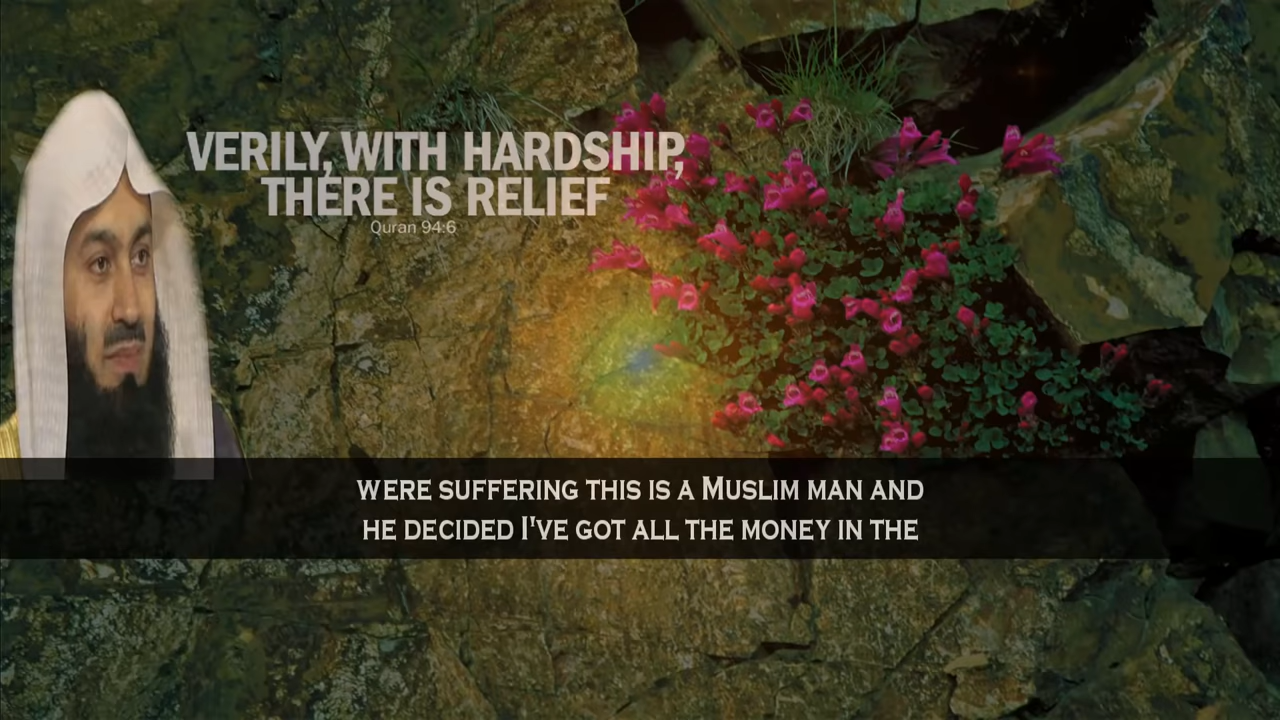 VERILY, WITH HARDSHIP,
THERE IS RELIEF
Quran 94:6
WERE SUFFERING THIS IS A MUSLIM MAN AND
HE DECIDED I'VE GOT ALL THE MONEY IN THE